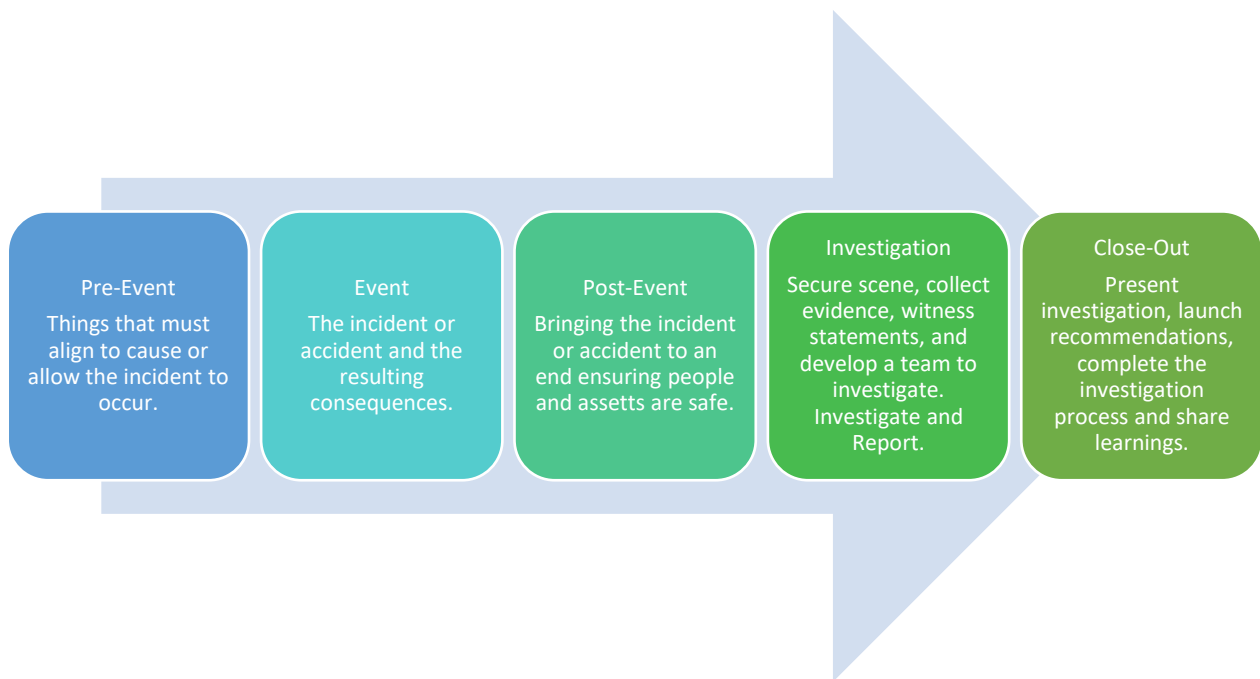 Pre-Event
Things that must
align to cause or
allow the incident to
occur.
Event
The incident or
accident and the
resulting
consequences.
Post-Event
Bringing the incident
or accident to an
end ensuring people
and assetts are safe.
Investigation
Secure scene, collect
evidence, witness
statements, and
develop a team to
investigate.
Investigate and
Report.
Close-Out
Present
investigation, launch
recommendations,
complete the
investigation
process and share
learnings.